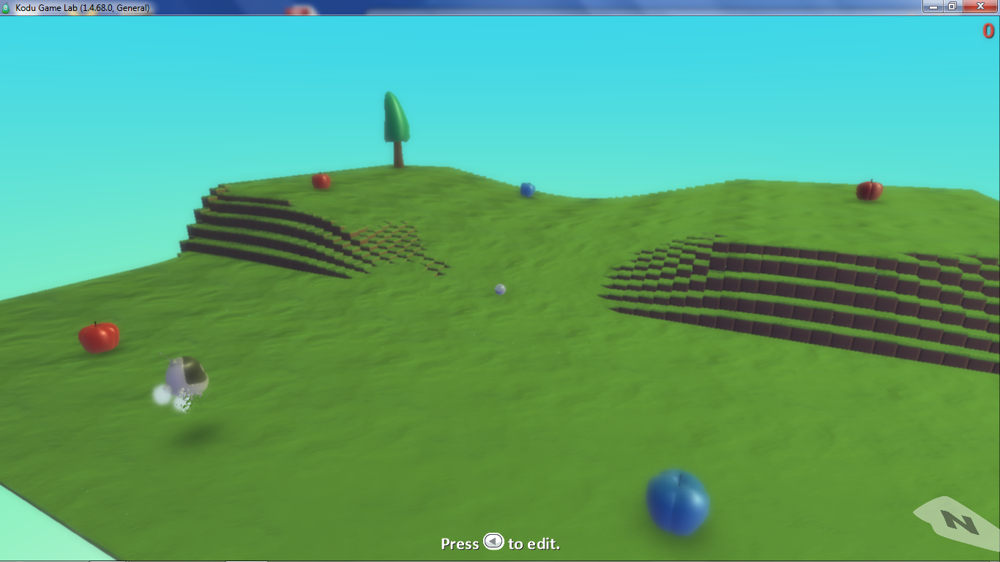 Kodu Game Lab (1.4.68.0, General)
0
Press to edit.
N